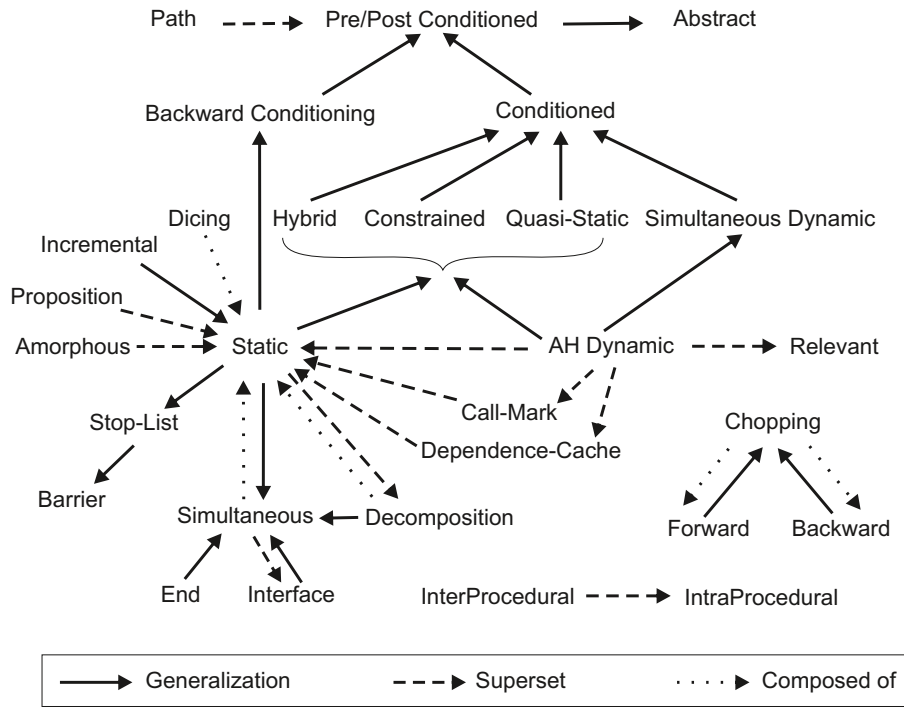 Path Pre/Post Conditioned Abstract
Backward Conditioning Conditioned
Dicing Hybrid Constrained Quasi-Static Simultaneous Dynamic
Incremental
Proposition
Amorphous Static AH Dynamic Relevant
Stop-List Call-Mark Chopping
Dependence-Cache
Barrier
Simultaneous Decomposition Forward Backward
End Interface InterProcedural IntraProcedural
Generalization Superset Composed of